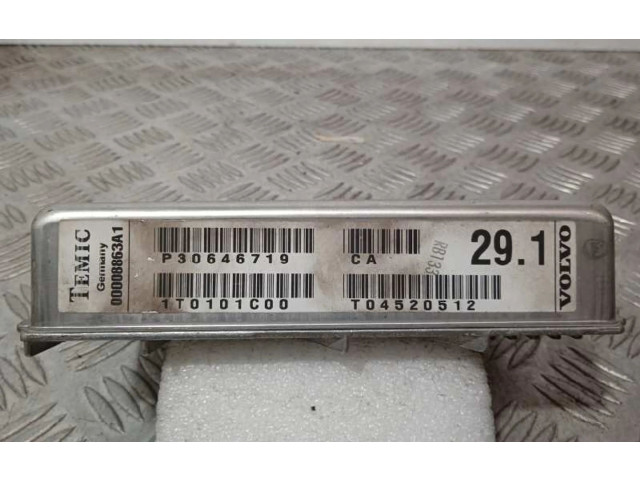 TEMIC
Germany
00008863A1
P30646719
CA
1T0101C00
T04520512
29.1
VOLVO